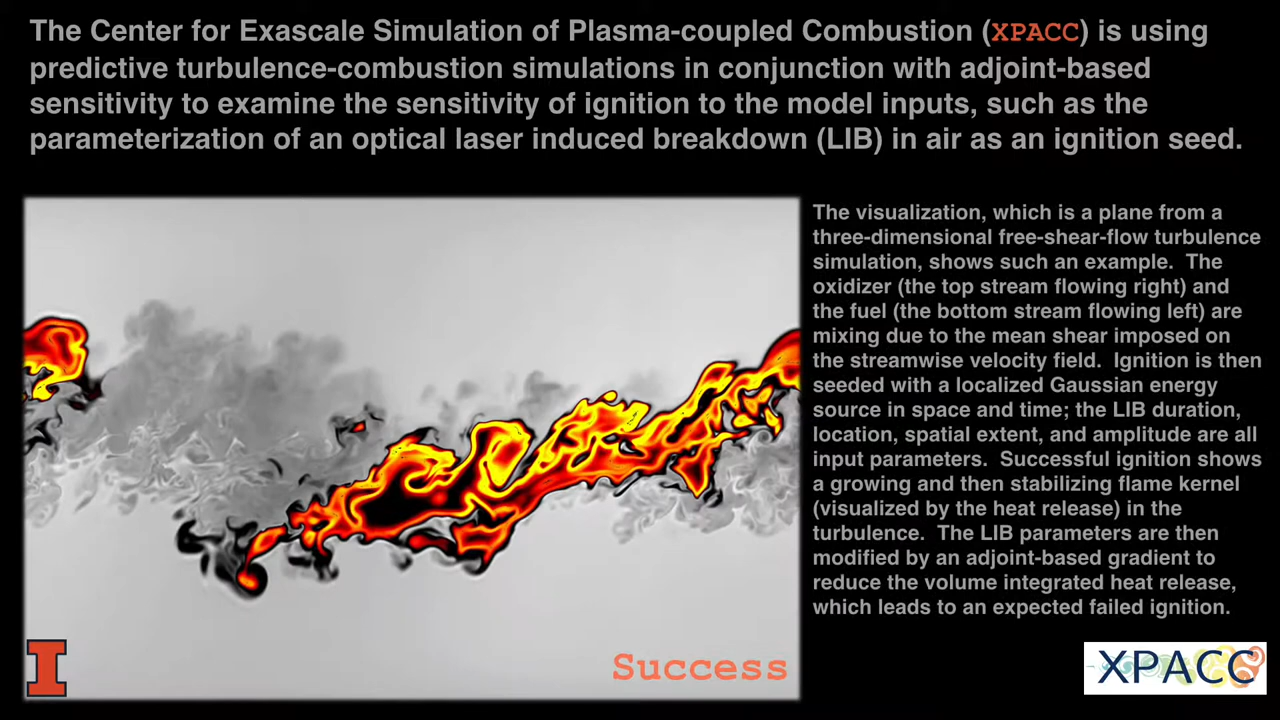 The Center for Exascale Simulation of Plasma-coupled Combustion (XPACC) is using
predictive turbulence-combustion simulations in conjunction with adjoint-based
sensitivity to examine the sensitivity of ignition to the model inputs, such as the
parameterization of an optical laser induced breakdown (LIB) in air as an ignition seed.
The visualization, which is a plane from a
three-dimensional free-shear-flow turbulence
simulation, shows such an example. The
oxidizer (the top stream flowing right) and
the fuel (the bottom stream flowing left) are
mixing due to the mean shear imposed on
the streamwise velocity field. Ignition is then
seeded with a localized Gaussian energy
source in space and time; the LIB duration,
location, spatial extent, and amplitude are all
input parameters. Successful ignition shows
a growing and then stabilizing flame kernel
(visualized by the heat release) in the
turbulence. The LIB parameters are then
modified by an adjoint-based gradient to
reduce the volume integrated heat release,
which leads to an expected failed ignition.
I
Success
XPACC